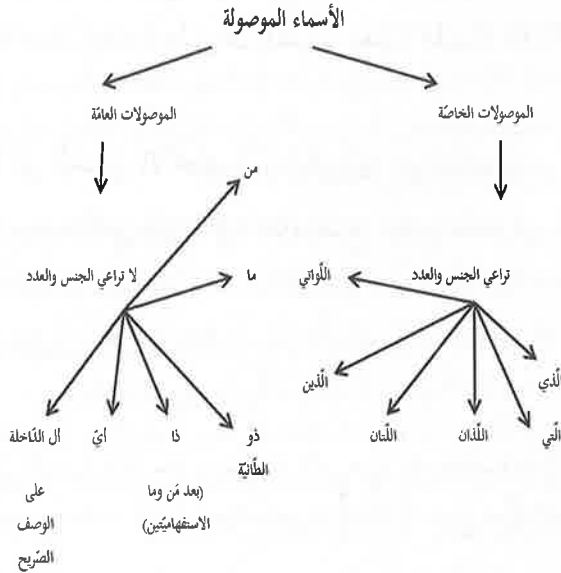 الأسماء الموصولة
الموصولات الخاصّة
الموصولات العامّة
من
تراعي الجنس والعدد
اللّواتي
ما
لا تراعي الجنس والعدد
الّذي
الّذين
الّتي
اللّذان
اللّتان
ذو
الطّائيّة
ذا
أيّ
أل الدّاخلة
(بعد مَن وما
الاستفهاميّتين)
على
الوصف
الصّريح